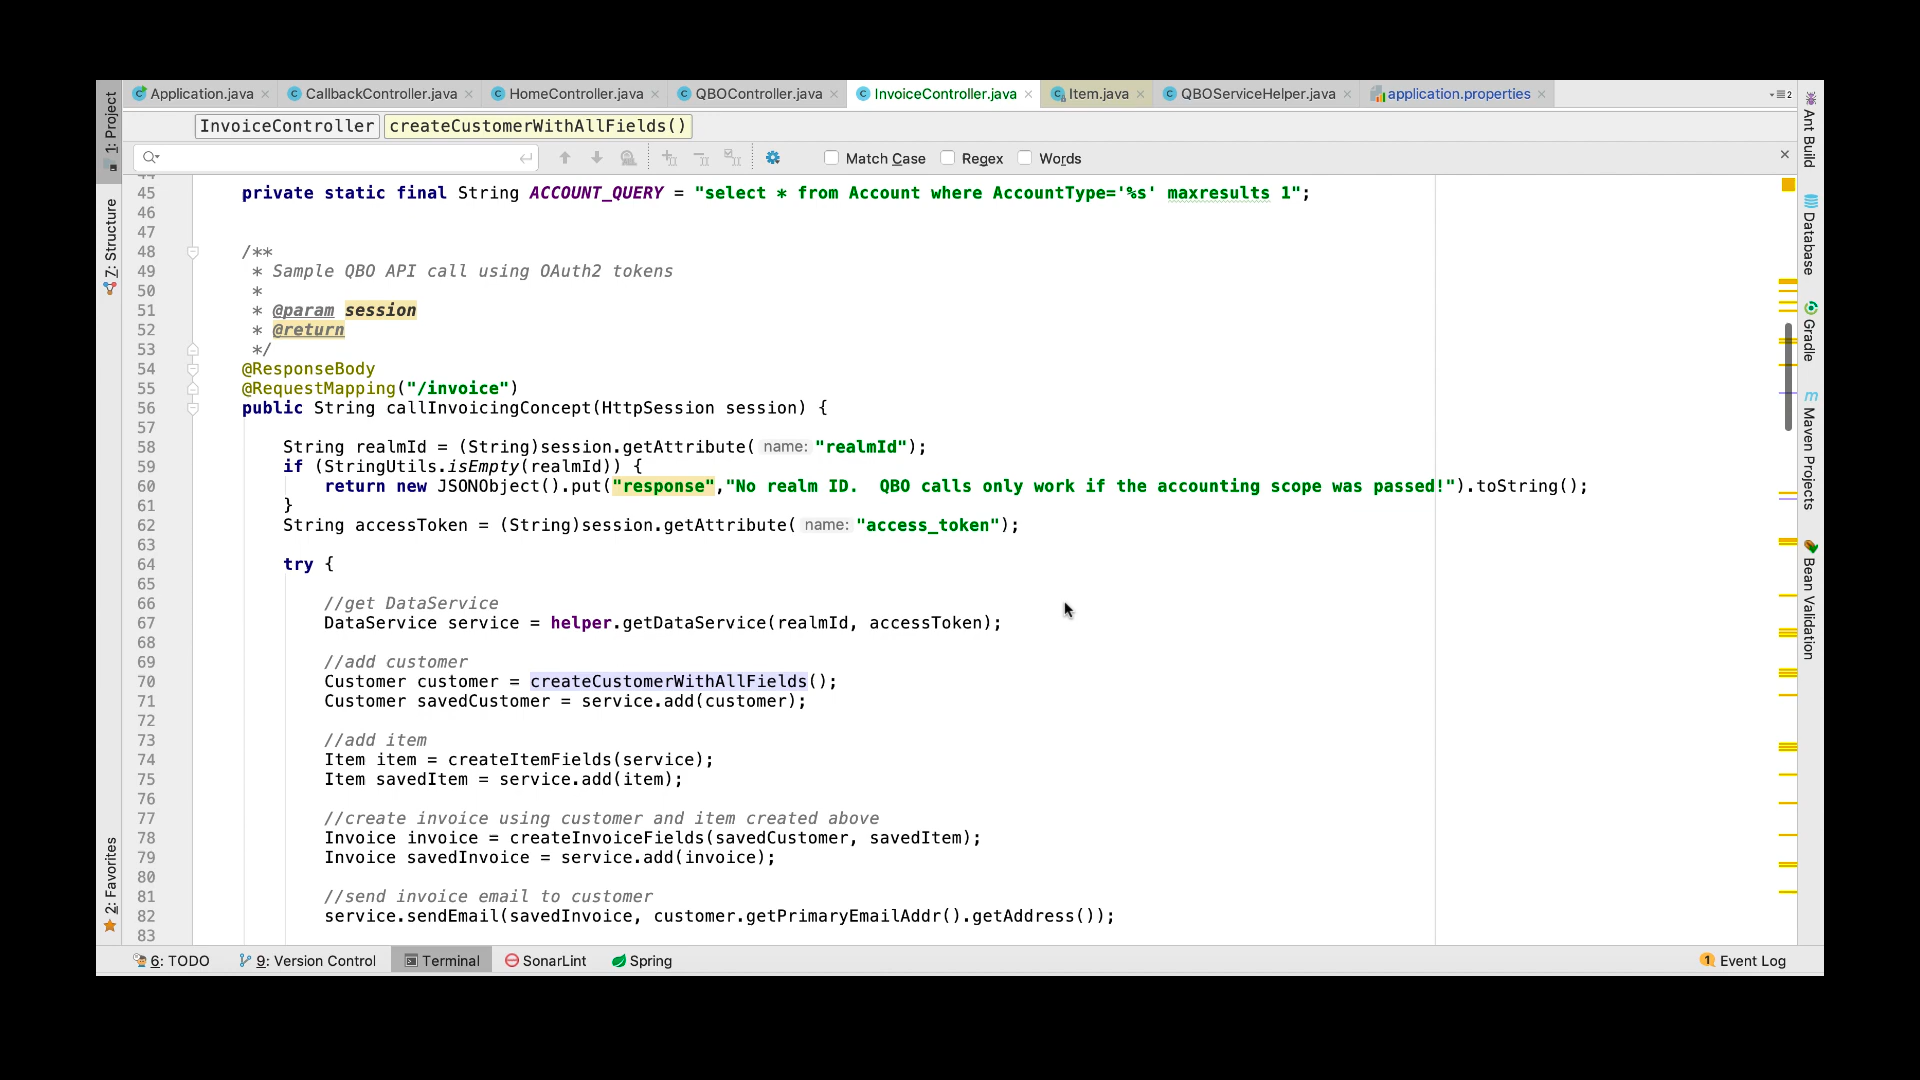 Application.java CallbackController.java HomeController.java QBOController.java InvoiceController.java Item.java QBOServiceHelper.java application.properties 2
InvoiceController createCustomerWithAllFields()
Match Case Regex Words
1: Project
7: Structure
2: Favorites
44
45 private static final String ACCOUNT_QUERY = "select * from Account where AccountType='%s' maxresults 1";
46
47
48 /**
49 * Sample QBO API call using OAuth2 tokens
50 *
51 * @param session
52 * @return
53 */
54 @ResponseBody
55 @RequestMapping("/invoice")
56 public String callInvoicingConcept(HttpSession session) {
57
58 String realmId = (String)session.getAttribute( name: "realmId");
59 if (StringUtils.isEmpty(realmId)) {
60 return new JSONObject().put("response","No realm ID.  QBO calls only work if the accounting scope was passed!").toString();
61 }
62 String accessToken = (String)session.getAttribute( name: "access_token");
63
64 try {
65
66 //get DataService
67 DataService service = helper.getDataService(realmId, accessToken);
68
69 //add customer
70 Customer customer = createCustomerWithAllFields();
71 Customer savedCustomer = service.add(customer);
72
73 //add item
74 Item item = createItemFields(service);
75 Item savedItem = service.add(item);
76
77 //create invoice using customer and item created above
78 Invoice invoice = createInvoiceFields(savedCustomer, savedItem);
79 Invoice savedInvoice = service.add(invoice);
80
81 //send invoice email to customer
82 service.sendEmail(savedInvoice, customer.getPrimaryEmailAddr().getAddress());
83
Ant Build
Database
Gradle
m Maven Projects
Bean Validation
6: TODO 9: Version Control Terminal SonarLint Spring 1 Event Log